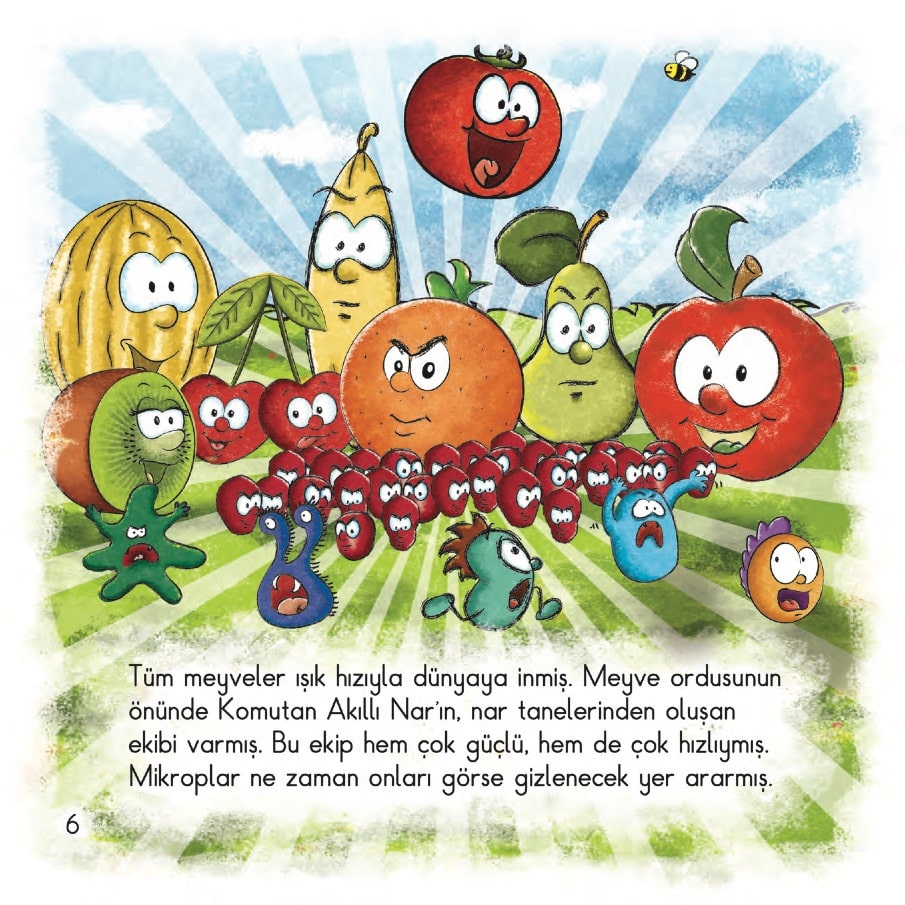 Tüm meyveler ışık hızıyla dünyaya inmiş. Meyve ordusunun
önünde Komutan Akıllı Nar'ın, nar tanelerinden oluşan
ekibi varmış. Bu ekip hem çok güçlü, hem de çok hızlıymış.
Mikroplar ne zaman onları görse gizlenecek yer ararmış.
6